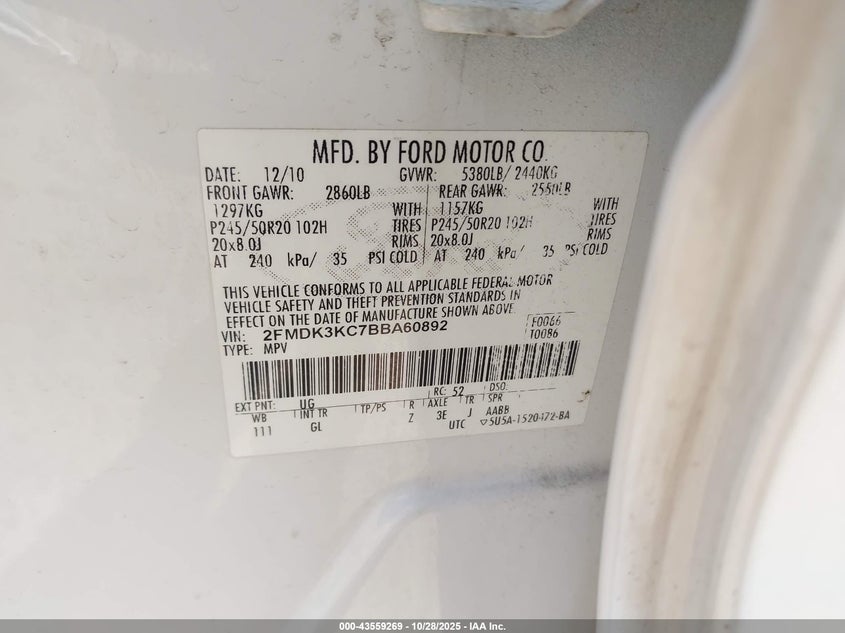 MFD. BY FORD MOTOR CO.
DATE: 12/10 GVWR: 5380LB/ 2440KG
FRONT GAWR: 2860LB REAR GAWR: 2550LB
1297KG WITH 1157KG WITH
P245/50R20 102H TIRES P245/50R20 102H TIRES
20x8.0J RIMS 20x8.0J RIMS
AT 240 kPa/ 35 PSI COLD AT 240 kPa/ 35 PSI COLD
THIS VEHICLE CONFORMS TO ALL APPLICABLE FEDERAL MOTOR
VEHICLE SAFETY AND THEFT PREVENTION STANDARDS IN
EFFECT ON THE DATE OF MANUFACTURE SHOWN ABOVE.
VIN: 2FMDK3KC7BBA60892 F0066
TYPE: MPV T0086
RC: 52 DSO:
EXT PNT: UG
WB INT TR TP/PS R AXLE TR SPR
111 GL Z 3E J AABB
UTC ▽5U5A-1520472-BA
000-43559269 - 10/28/2025 - IAA Inc.